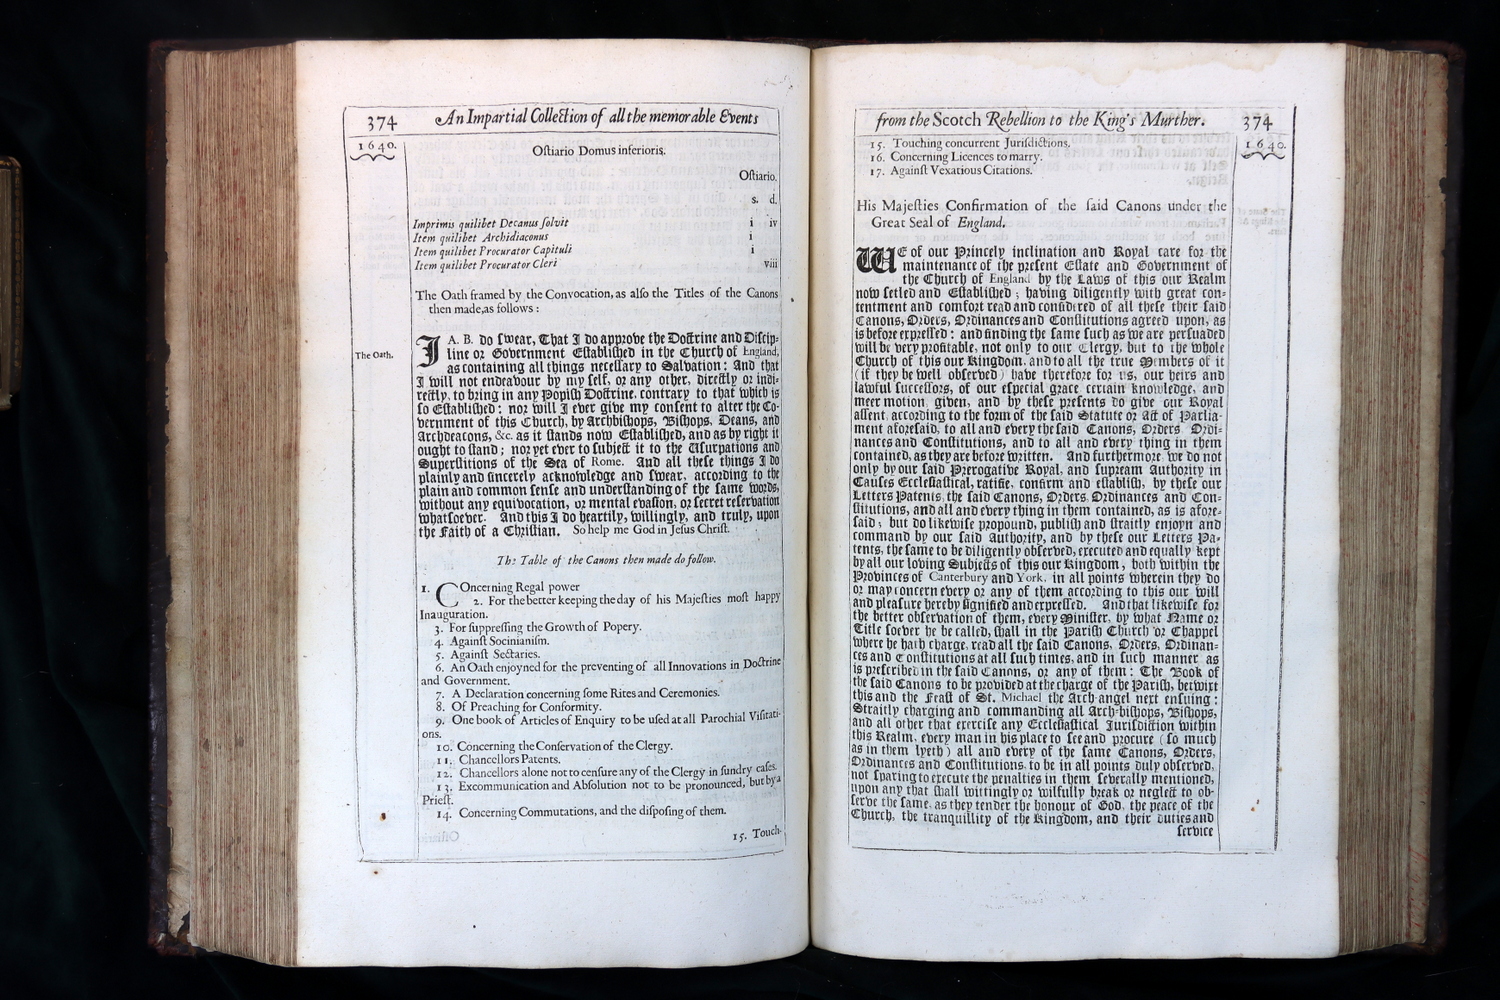 374
An Impartial Collection of all the memorable Events
1640.
Oſtiario Domus inferioris.
Oſtiario.
s. d.
Imprimis quilibet Decanus ſolvit i iv
Item quilibet Archidiaconus i
Item quilibet Procurator Capituli i
Item quilibet Procurator Cleri viii
The Oath framed by the Convocation, as alſo the Titles of the Canons
then made, as follows :
The Oath.
I A. B. do ſwear, That I do approve the Doctrine and Diſcip-
line or Government Eſtabliſhed in the Church of England,
as containing all things neceſſary to Salvation : And that
I will not endeavour by my ſelf, or any other, directly or indi-
rectly, to bring in any Popiſh Doctrine, contrary to that which is
ſo Eſtabliſhed : nor will I ever give my conſent to alter the Go-
vernment of this Church, by Archbiſhops, Biſhops, Deans, and
Archdeacons, &c. as it ſtands now Eſtabliſhed, and as by right it
ought to ſtand ; nor yet ever to ſubject it to the Uſurpations and
Superſtitions of the Sea of Rome. And all theſe things I do
plainly and ſincerely acknowledge and ſwear, according to the
plain and common ſenſe and underſtanding of the ſame words,
without any equivocation, or mental evaſion, or ſecret reſervation
whatſoever. And this I do heartily, willingly, and truly, upon
the Faith of a Chriſtian. So help me God in Jeſus Chriſt.
The Table of the Canons then made do follow.
1. COncerning Regal power
2. For the better keeping the day of his Majeſties moſt happy
Inauguration.
3. For ſuppreſſing the Growth of Popery.
4. Againſt Socinianiſm.
5. Againſt Sectaries.
6. An Oath enjoyned for the preventing of all Innovations in Doctrine
and Government.
7. A Declaration concerning ſome Rites and Ceremonies.
8. Of Preaching for Conformity.
9. One book of Articles of Enquiry to be uſed at all Parochial Viſitati-
ons.
10. Concerning the Conſervation of the Clergy.
11. Chancellors Patents.
12. Chancellors alone not to cenſure any of the Clergy in ſundry caſes.
13. Excommunication and Abſolution not to be pronounced, but by a
Prieſt.
14. Concerning Commutations, and the diſpoſing of them.
15. Touch-
from the Scotch Rebellion to the King's Murther.
374
1640.
15. Touching concurrent Juriſdictions.
16. Concerning Licences to marry.
17. Againſt Vexatious Citations.
His Majeſties Confirmation of the ſaid Canons under the
Great Seal of England.
WE of our Princely inclination and Royal care for the
maintenance of the preſent Eſtate and Government of
the Church of England by the Laws of this our Realm
now ſetled and Eſtabliſhed ; having diligently with great con-
tentment and comfort read and conſidered of all theſe their ſaid
Canons, Orders, Ordinances and Conſtitutions agreed upon, as
is before expreſſed : and finding the ſame ſuch as we are perſuaded
will be very profitable, not only to our Clergy, but to the whole
Church of this our Kingdom, and to all the true Members of it
(if they be well obſerved) have therefore for us, our heirs and
lawful ſucceſſors, of our eſpecial grace, certain knowledge, and
meer motion, given, and by theſe preſents do give our Royal
aſſent, according to the form of the ſaid Statute or Act of Parlia-
ment aforeſaid, to all and every the ſaid Canons, Orders Ordi-
nances and Conſtitutions, and to all and every thing in them
contained, as they are before written. And furthermore, we do not
only by our ſaid Prerogative Royal, and ſupream Authority in
Cauſes Eccleſiaſtical, ratifie, confirm and eſtabliſh, by theſe our
Letters Patents, the ſaid Canons, Orders, Ordinances and Con-
ſtitutions, and all and every thing in them contained, as is afore-
ſaid ; but do likewiſe propound, publiſh and ſtraitly enjoyn and
command by our ſaid Authority, and by theſe our Letters Pa-
tents, the ſame to be diligently obſerved, executed and equally kept
by all our loving Subjects of this our Kingdom, both within the
Provinces of Canterbury and York, in all points wherein they do
or may concern every or any of them according to this our will
and pleaſure hereby ſignified and expreſſed. And that likewiſe for
the better obſervation of them, every Miniſter, by what Name or
Title ſoever he be called, ſhall in the Pariſh Church or Chappel
where he hath charge, read all the ſaid Canons, Orders, Ordinan-
ces and Conſtitutions at all ſuch times, and in ſuch manner as
is preſcribed in the ſaid Canons, or any of them : The Book of
the ſaid Canons to be provided at the charge of the Pariſh, betwixt
this and the Feaſt of St. Michael the Arch-angel next enſuing :
Straitly charging and commanding all Arch-biſhops, Biſhops,
and all other that exerciſe any Eccleſiaſtical Juriſdiction within
this Realm, every man in his place to ſee and procure (ſo much
as in them lyeth) all and every of the ſame Canons, Orders,
Ordinances and Conſtitutions, to be in all points duly obſerved,
not ſparing to execute the penalties in them ſeverally mentioned,
upon any that ſhall wittingly or wilfully break or neglect to ob-
ſerve the ſame, as they tender the honour of God, the peace of the
Church, the tranquillity of the Kingdom, and their duties and
ſervice